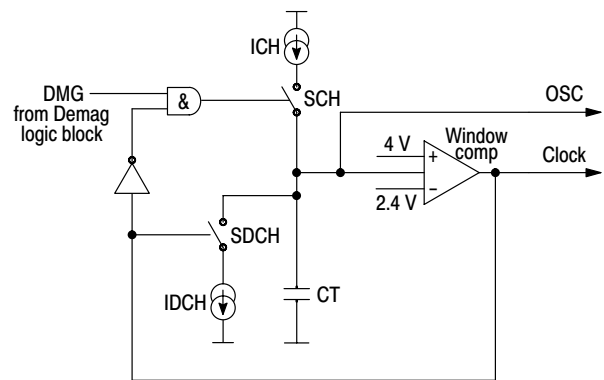 ICH
DMG
from Demag
logic block
&
SCH
OSC
Window
comp
4 V
+
Clock
2.4 V
−
SDCH
IDCH
CT